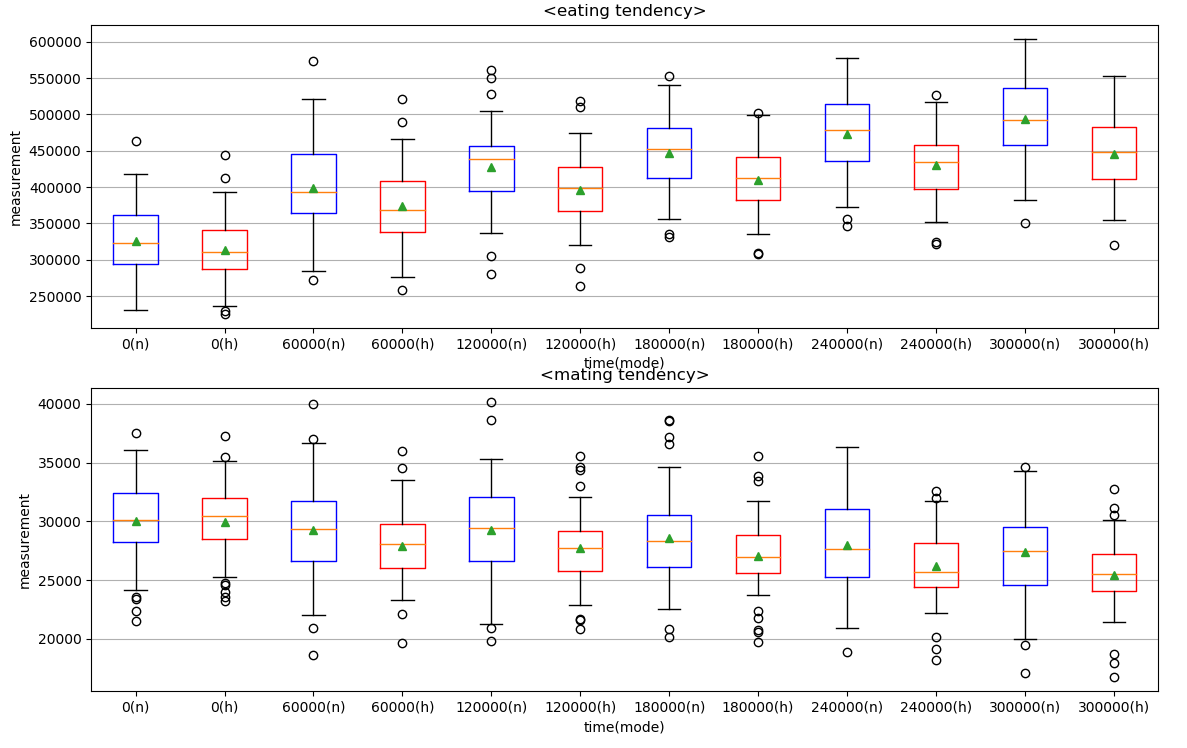 <eating tendency>
600000
550000
500000
450000
400000
350000
300000
250000
measurement
0(n) 0(h) 60000(n) 60000(h) 120000(n) 120000(h) 180000(n) 180000(h) 240000(n) 240000(h) 300000(n) 300000(h)
time(mode)
<mating tendency>
40000
35000
30000
25000
20000
measurement
0(n) 0(h) 60000(n) 60000(h) 120000(n) 120000(h) 180000(n) 180000(h) 240000(n) 240000(h) 300000(n) 300000(h)
time(mode)